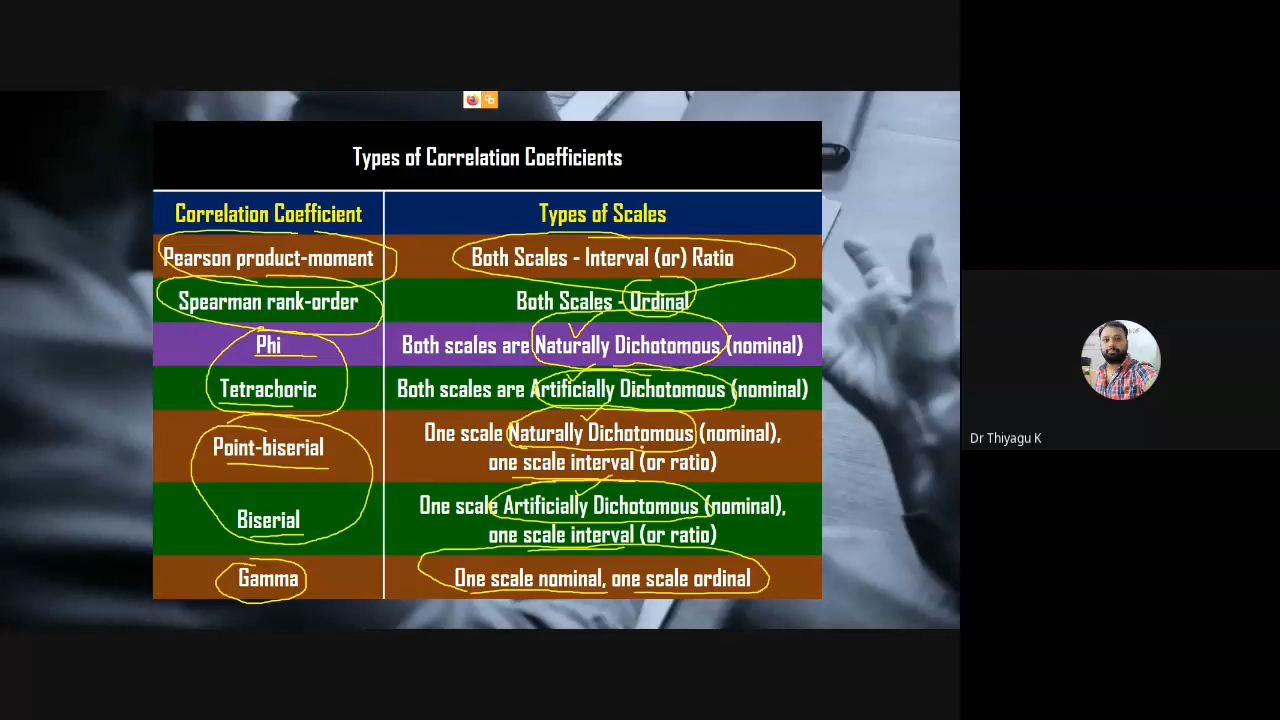 Types of Correlation Coefficients
Correlation Coefficient
Types of Scales
Pearson product-moment
Both Scales - Interval (or) Ratio
Spearman rank-order
Both Scales - Ordinal
Phi
Both scales are Naturally Dichotomous (nominal)
Tetrachoric
Both scales are Artificially Dichotomous (nominal)
Point-biserial
One scale Naturally Dichotomous (nominal),
one scale interval (or ratio)
Biserial
One scale Artificially Dichotomous (nominal),
one scale interval (or ratio)
Gamma
One scale nominal, one scale ordinal
Dr Thiyagu K